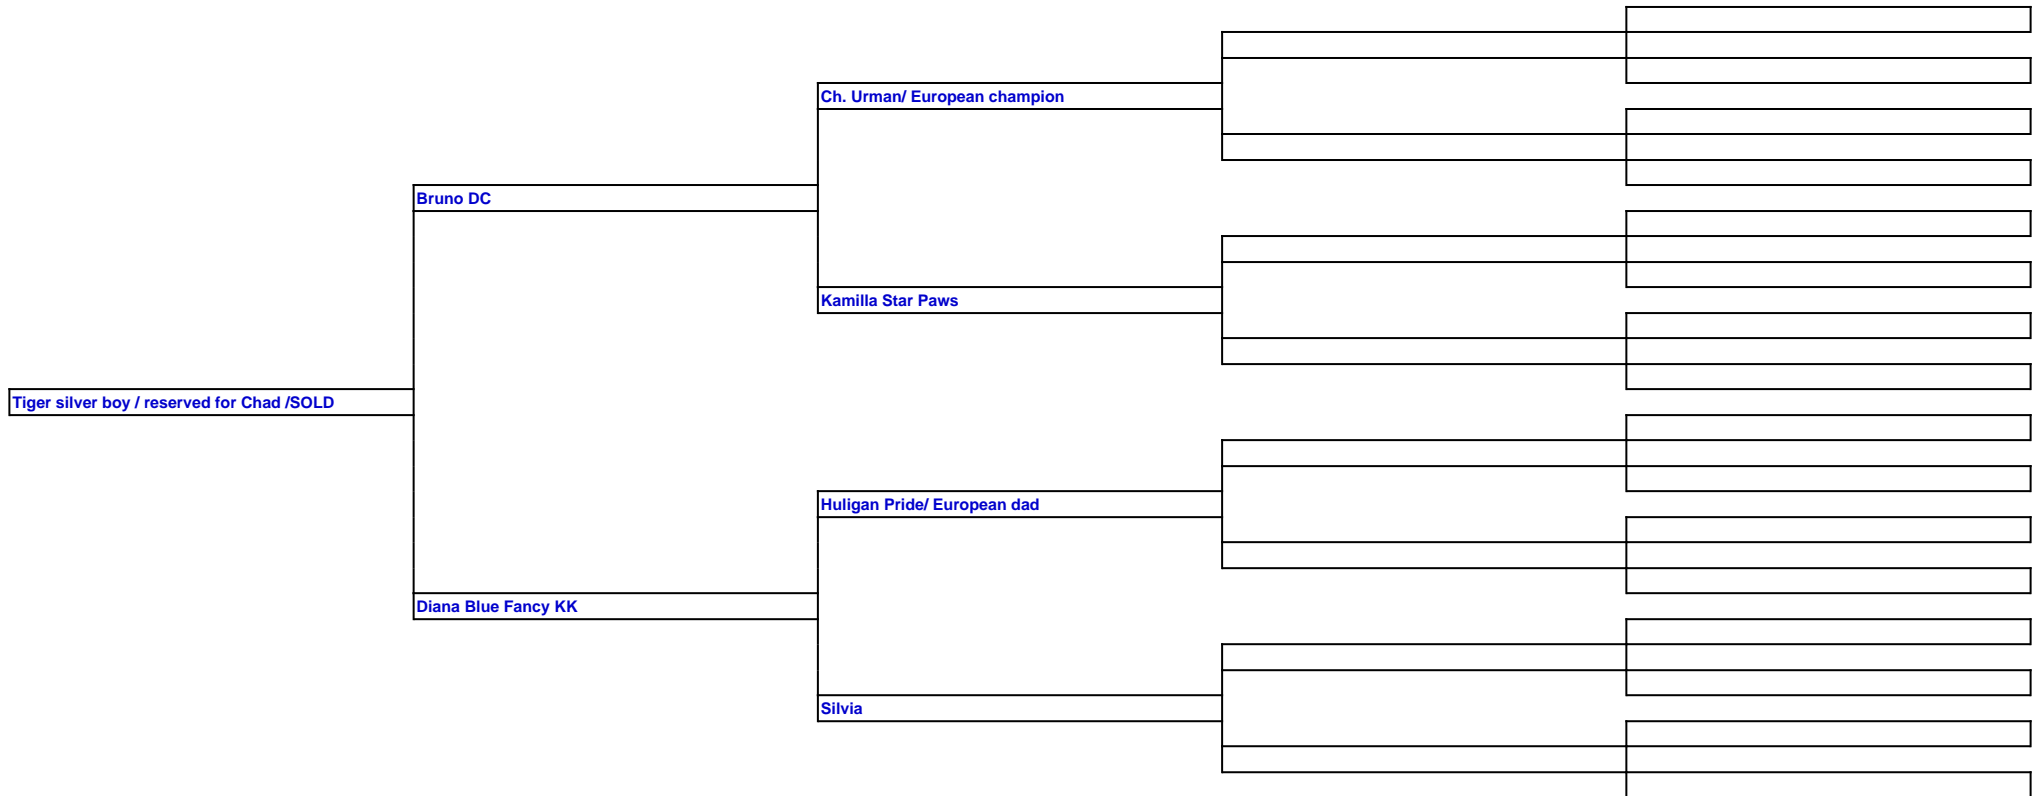 Ch. Urman/ European champion
Bruno DC
Kamilla Star Paws
Tiger silver boy / reserved for Chad /SOLD
Huligan Pride/ European dad
Diana Blue Fancy KK
Silvia